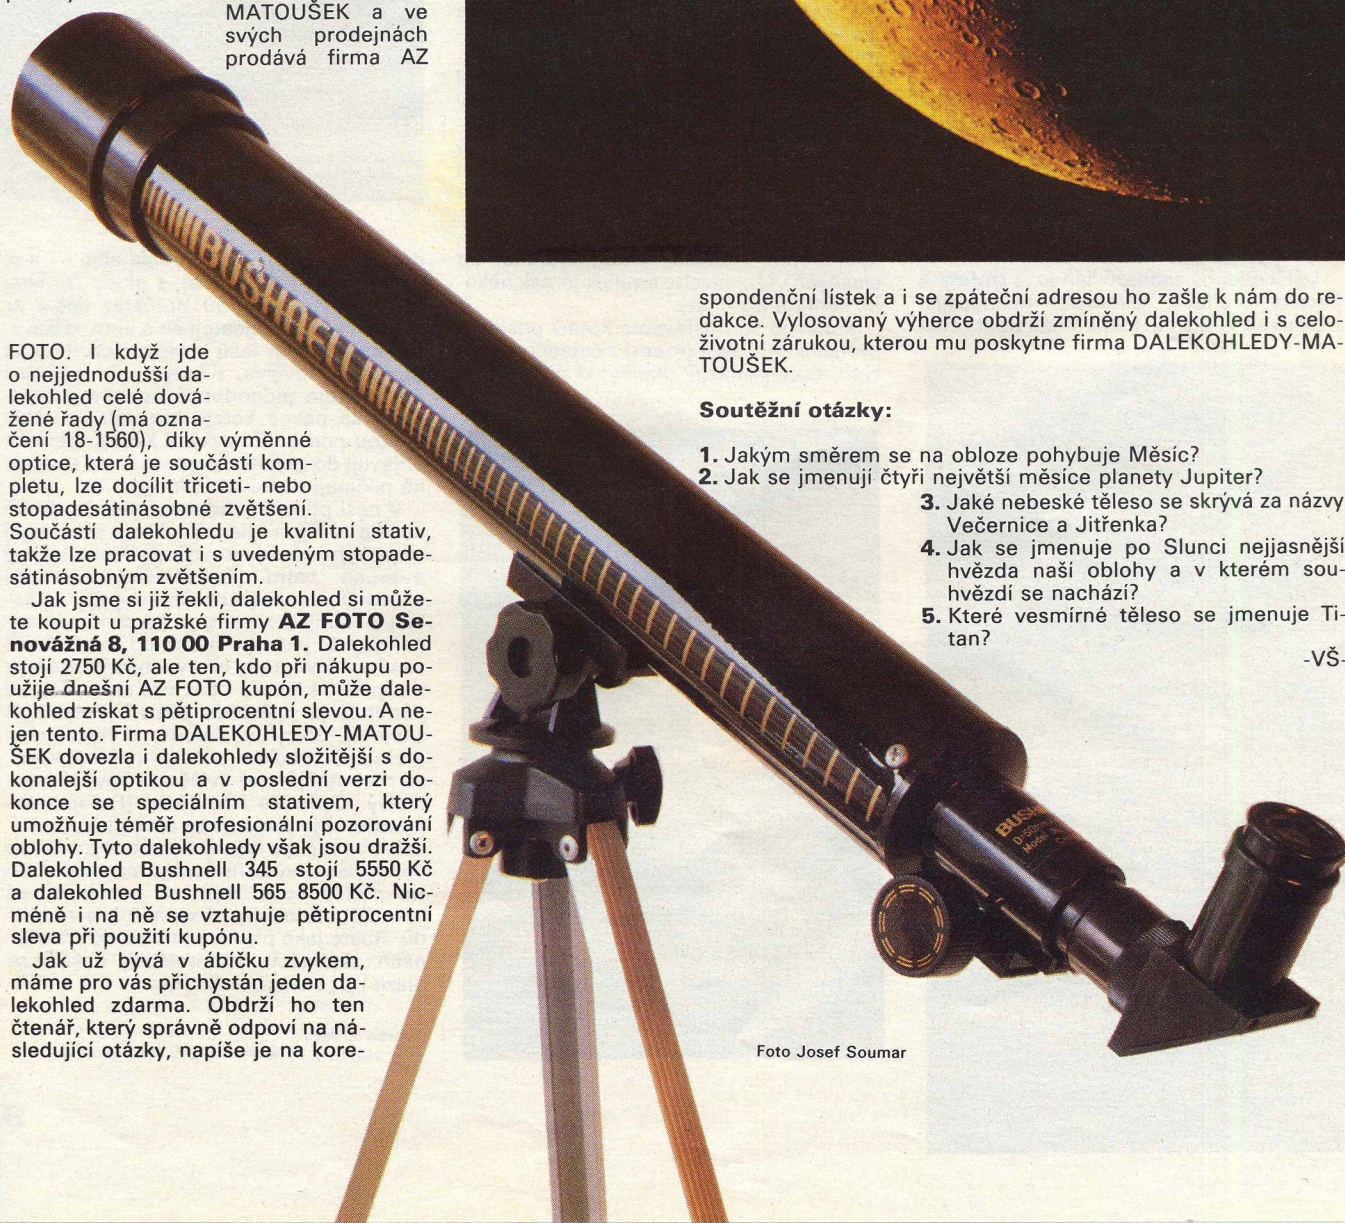 MATOUŠEK a ve
svých prodejnách
prodává firma AZ
FOTO. I když jde
o nejjednodušší da-
lekohled celé dová-
žené řady (má ozna-
čení 18-1560), díky výměnné
optice, která je součástí kom-
pletu, lze docílit třiceti- nebo
stopadesátinásobné zvětšení.
Součástí dalekohledu je kvalitní stativ,
takže lze pracovat i s uvedeným stopade-
sátinásobným zvětšením.
Jak jsme si již řekli, dalekohled si může-
te koupit u pražské firmy AZ FOTO Se-
novážná 8, 110 00 Praha 1. Dalekohled
stojí 2750 Kč, ale ten, kdo při nákupu po-
užije dnešní AZ FOTO kupón, může dale-
kohled získat s pětiprocentní slevou. A ne-
jen tento. Firma DALEKOHLEDY-MATOU-
ŠEK dovezla i dalekohledy složitější s do-
konalejší optikou a v poslední verzi do-
konce se speciálním stativem, který
umožňuje téměř profesionální pozorování
oblohy. Tyto dalekohledy však jsou dražší.
Dalekohled Bushnell 345 stojí 5550 Kč
a dalekohled Bushnell 565 8500 Kč. Nic-
méně i na ně se vztahuje pětiprocentní
sleva při použití kupónu.
Jak už bývá v ábíčku zvykem,
máme pro vás přichystán jeden da-
lekohled zdarma. Obdrží ho ten
čtenář, který správně odpoví na ná-
sledující otázky, napíše je na kore-
spondenční lístek a i se zpáteční adresou ho zašle k nám do re-
dakce. Vylosovaný výherce obdrží zmíněný dalekohled i s celo-
životní zárukou, kterou mu poskytne firma DALEKOHLEDY-MA-
TOUŠEK.
Soutěžní otázky:
1. Jakým směrem se na obloze pohybuje Měsíc?
2. Jak se jmenují čtyři největší měsíce planety Jupiter?
3. Jaké nebeské těleso se skrývá za názvy
Večernice a Jitřenka?
4. Jak se jmenuje po Slunci nejjasnější
hvězda naší oblohy a v kterém sou-
hvězdí se nachází?
5. Které vesmírné těleso se jmenuje Ti-
tan?
-VŠ-
BUSHNELL
Foto Josef Soumar